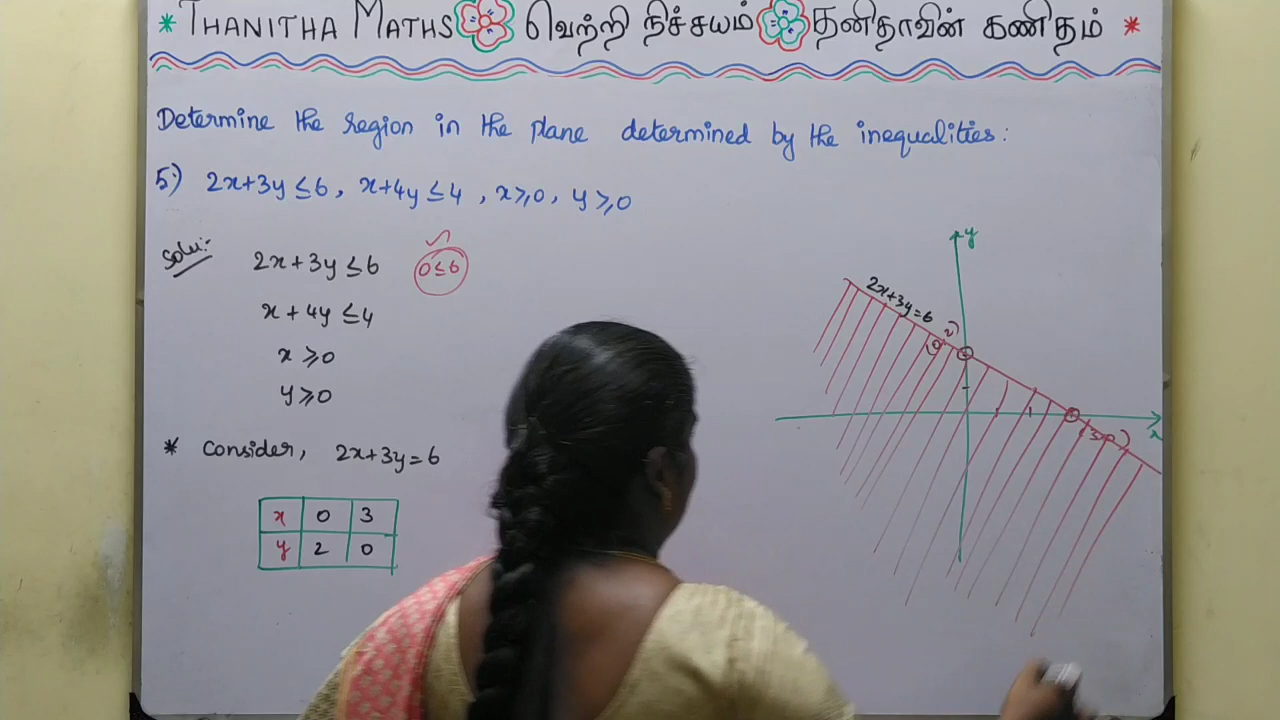 * THANITHA MATHS வெற்றி நிச்சயம் தனிதாவின் கணிதம் *
Determine the region in the plane determined by the inequalities:
5) 2x+3y ≤ 6, x+4y ≤ 4, x ≥ 0, y ≥ 0
Solu:-
2x+3y ≤ 6 0 ≤ 6
x + 4y ≤ 4
x ≥ 0
y ≥ 0
* Consider, 2x+3y=6
x 0 3
y 2 0
y
2x+3y=6
x